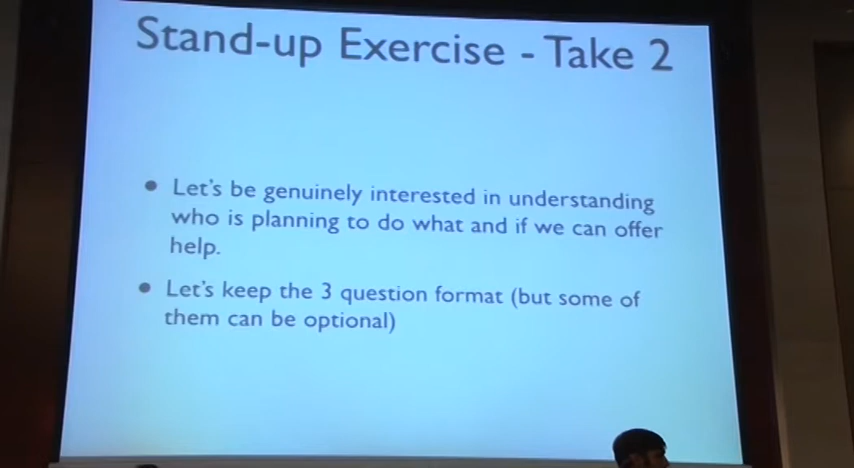 Stand-up Exercise - Take 2
• Let's be genuinely interested in understanding
who is planning to do what and if we can offer
help.
• Let's keep the 3 question format (but some of
them can be optional)